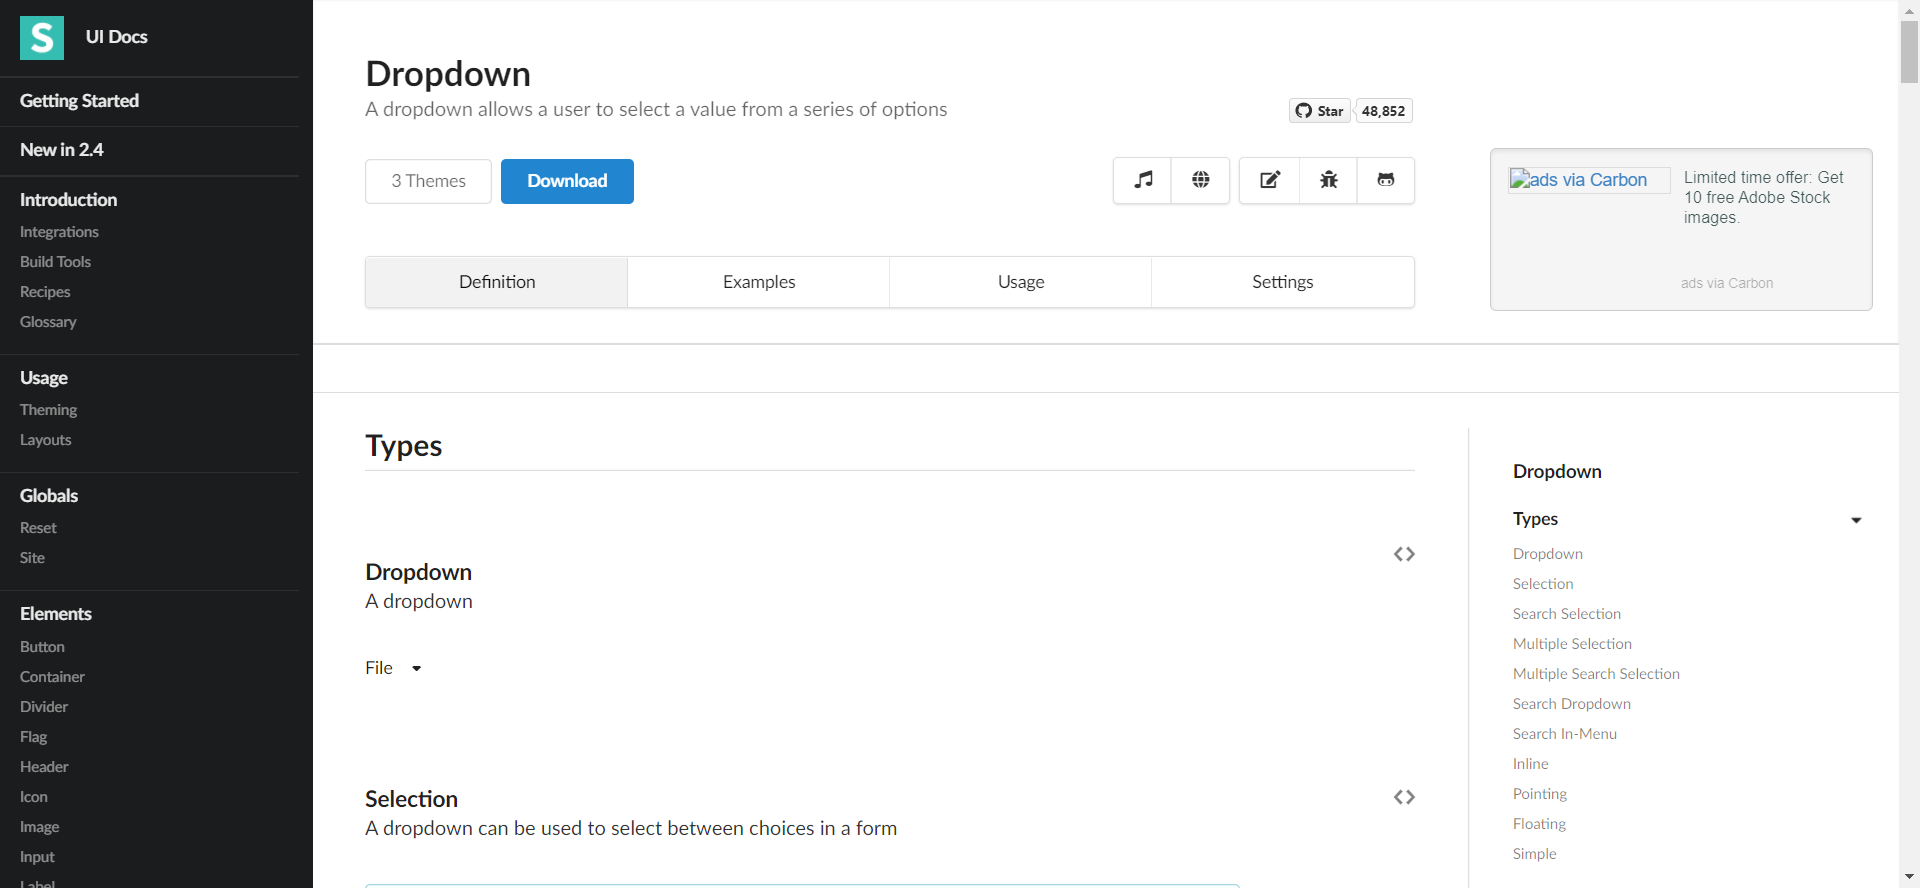 S
UI Docs
Getting Started
New in 2.4
Introduction
Integrations
Build Tools
Recipes
Glossary
Usage
Theming
Layouts
Globals
Reset
Site
Elements
Button
Container
Divider
Flag
Header
Icon
Image
Input
Label
Dropdown
A dropdown allows a user to select a value from a series of options
Star 48,852
3 Themes
Download
ads via Carbon
Limited time offer: Get
10 free Adobe Stock
images.
ads via Carbon
Definition
Examples
Usage
Settings
Types
Dropdown
A dropdown
File
Selection
A dropdown can be used to select between choices in a form
Dropdown
Types
Dropdown
Selection
Search Selection
Multiple Selection
Multiple Search Selection
Search Dropdown
Search In-Menu
Inline
Pointing
Floating
Simple